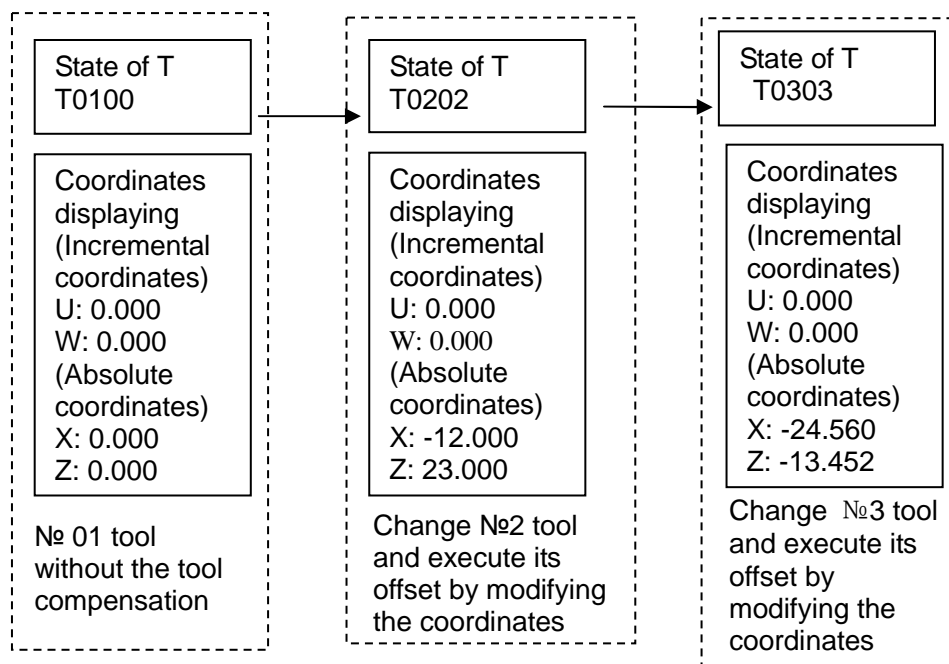 State of T
T0100
Coordinates
displaying
(Incremental
coordinates)
U: 0.000
W: 0.000
(Absolute
coordinates)
X: 0.000
Z: 0.000
№ 01 tool
without the tool
compensation
State of T
T0202
Coordinates
displaying
(Incremental
coordinates)
U: 0.000
W: 0.000
(Absolute
coordinates)
X: -12.000
Z: 23.000
Change №2 tool
and execute its
offset by modifying
the coordinates
State of T
T0303
Coordinates
displaying
(Incremental
coordinates)
U: 0.000
W: 0.000
(Absolute
coordinates)
X: -24.560
Z: -13.452
Change №3 tool
and execute its
offset by
modifying the
coordinates